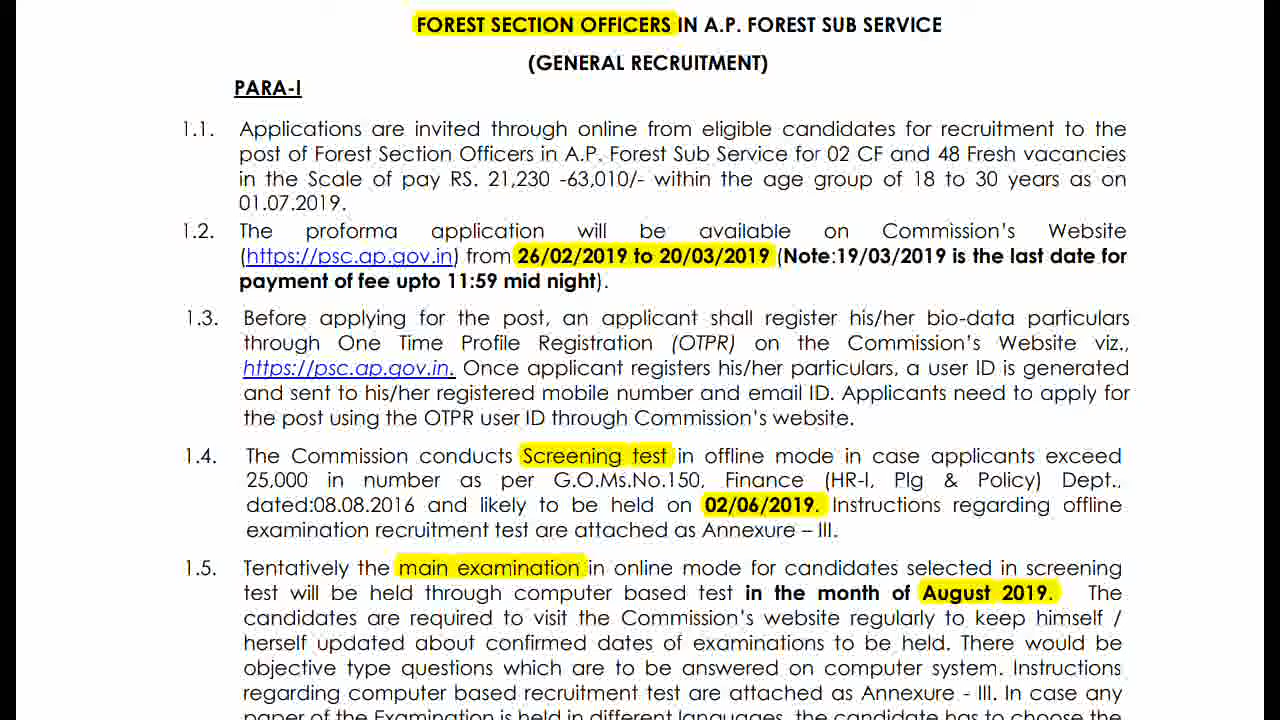 FOREST SECTION OFFICERS IN A.P. FOREST SUB SERVICE
(GENERAL RECRUITMENT)
PARA-I
1.1. Applications are invited through online from eligible candidates for recruitment to the
post of Forest Section Officers in A.P. Forest Sub Service for 02 CF and 48 Fresh vacancies
in the Scale of pay RS. 21,230 -63,010/- within the age group of 18 to 30 years as on
01.07.2019.
1.2. The proforma application will be available on Commission's Website
(https://psc.ap.gov.in) from 26/02/2019 to 20/03/2019 (Note:19/03/2019 is the last date for
payment of fee upto 11:59 mid night).
1.3. Before applying for the post, an applicant shall register his/her bio-data particulars
through One Time Profile Registration (OTPR) on the Commission's Website viz.,
https://psc.ap.gov.in. Once applicant registers his/her particulars, a user ID is generated
and sent to his/her registered mobile number and email ID. Applicants need to apply for
the post using the OTPR user ID through Commission's website.
1.4. The Commission conducts Screening test in offline mode in case applicants exceed
25,000 in number as per G.O.Ms.No.150, Finance (HR-I, Plg & Policy) Dept.,
dated:08.08.2016 and likely to be held on 02/06/2019. Instructions regarding offline
examination recruitment test are attached as Annexure – III.
1.5. Tentatively the main examination in online mode for candidates selected in screening
test will be held through computer based test in the month of August 2019. The
candidates are required to visit the Commission's website regularly to keep himself /
herself updated about confirmed dates of examinations to be held. There would be
objective type questions which are to be answered on computer system. Instructions
regarding computer based recruitment test are attached as Annexure - III. In case any
paper of the Examination is held in different languages, the candidate has to choose the